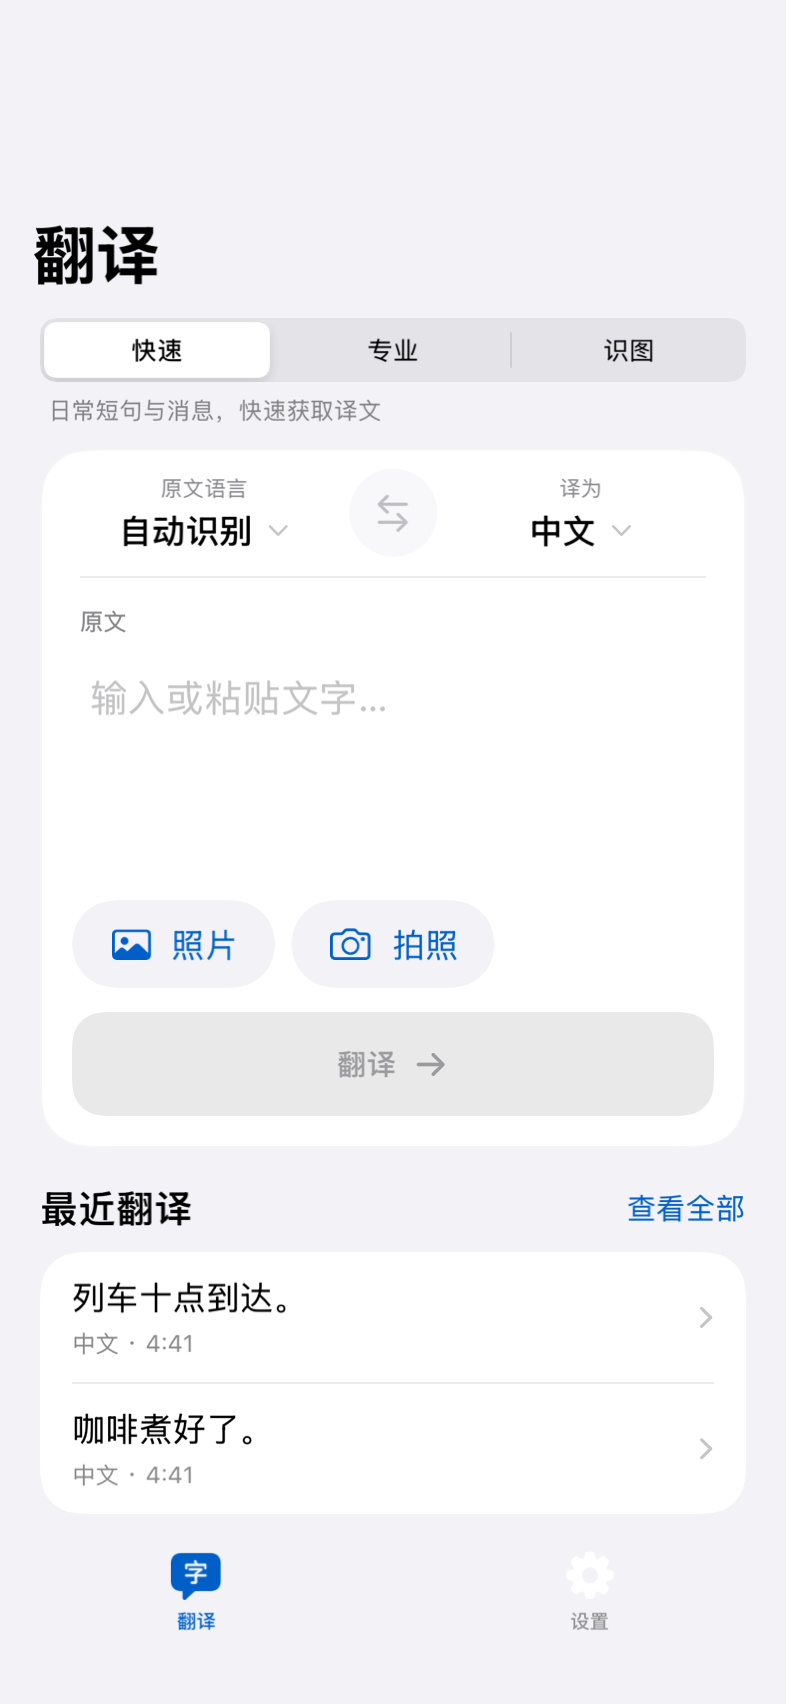 翻译
快速
专业
识图
日常短句与消息，快速获取译文
原文语言
译为
自动识别
中文
原文
输入或粘贴文字...
照片
拍照
翻译
最近翻译
查看全部
列车十点到达。
中文 · 4:41
咖啡煮好了。
中文 · 4:41
字
翻译
设置